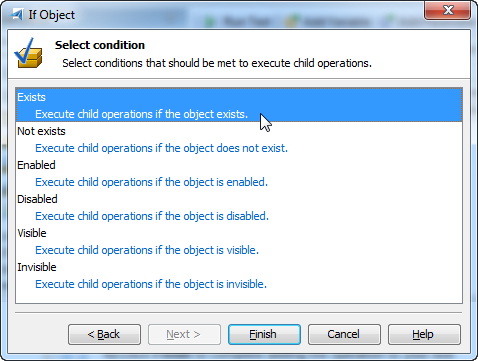 If Object
Select condition
Select conditions that should be met to execute child operations.
Exists
Execute child operations if the object exists.
Not exists
Execute child operations if the object does not exist.
Enabled
Execute child operations if the object is enabled.
Disabled
Execute child operations if the object is disabled.
Visible
Execute child operations if the object is visible.
Invisible
Execute child operations if the object is invisible.
< Back Next > Finish Cancel Help